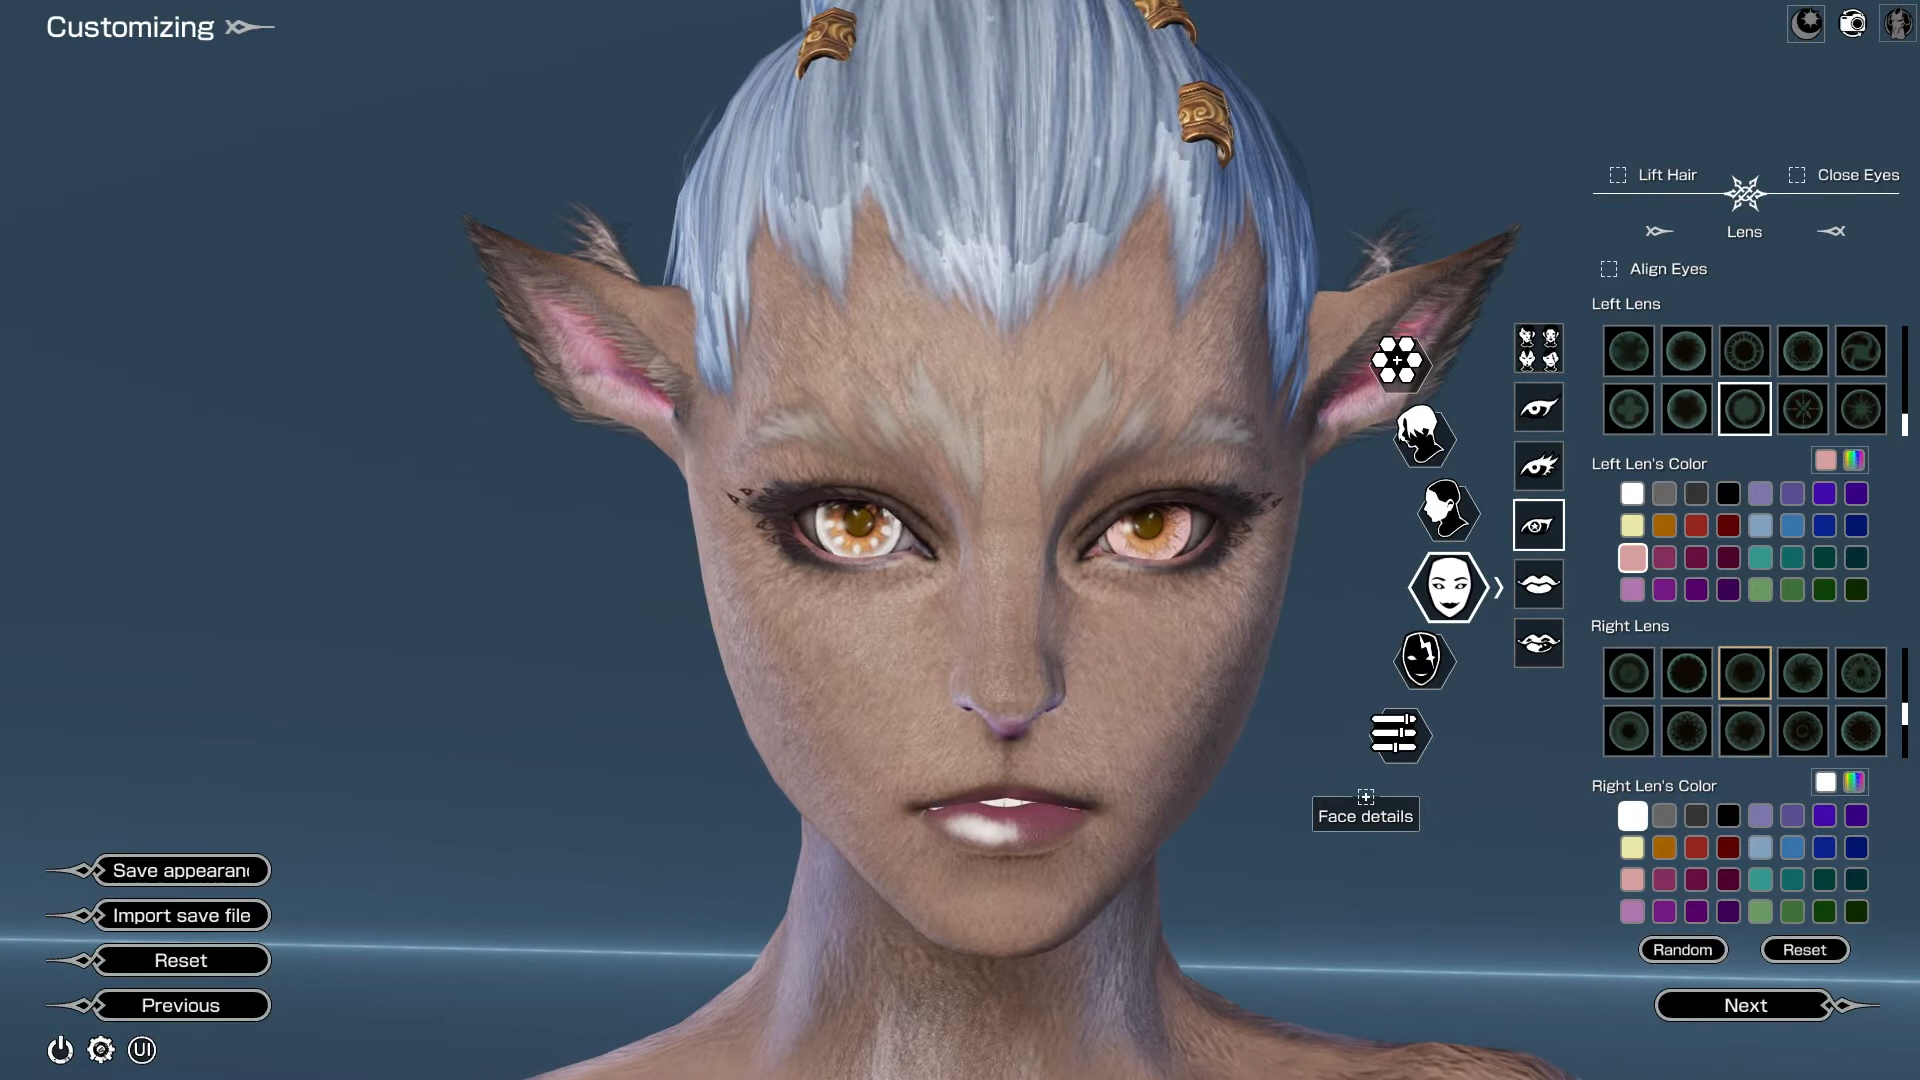 Customizing
Lift Hair
Close Eyes
Lens
Align Eyes
Left Lens
Left Len's Color
Right Lens
Right Len's Color
Face details
Random
Reset
Save appearan
Import save file
Reset
Previous
Next
UI